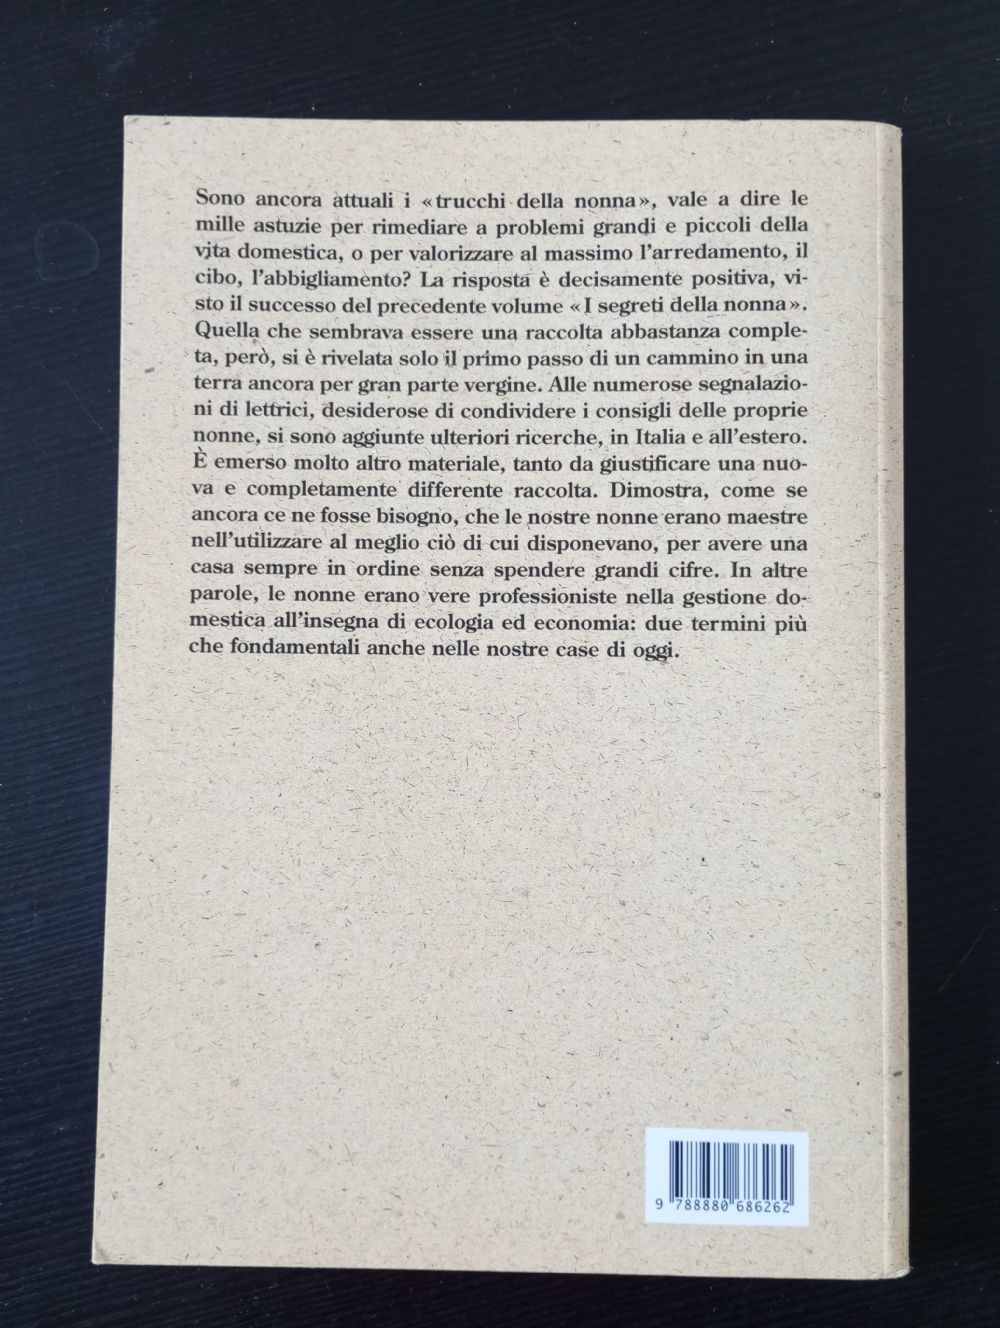 Sono ancora attuali i «trucchi della nonna», vale a dire le
mille astuzie per rimediare a problemi grandi e piccoli della
vita domestica, o per valorizzare al massimo l'arredamento, il
cibo, l'abbigliamento? La risposta è decisamente positiva, vi-
sto il successo del precedente volume «I segreti della nonna».
Quella che sembrava essere una raccolta abbastanza comple-
ta, però, si è rivelata solo il primo passo di un cammino in una
terra ancora per gran parte vergine. Alle numerose segnalazio-
ni di lettrici, desiderose di condividere i consigli delle proprie
nonne, si sono aggiunte ulteriori ricerche, in Italia e all'estero.
È emerso molto altro materiale, tanto da giustificare una nuo-
va e completamente differente raccolta. Dimostra, come se
ancora ce ne fosse bisogno, che le nostre nonne erano maestre
nell'utilizzare al meglio ciò di cui disponevano, per avere una
casa sempre in ordine senza spendere grandi cifre. In altre
parole, le nonne erano vere professioniste nella gestione do-
mestica all'insegna di ecologia ed economia: due termini più
che fondamentali anche nelle nostre case di oggi.
9 788880 686262